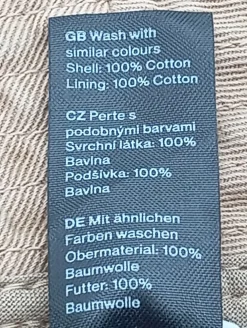 GB Wash with
similar colours
Shell: 100% Cotton
Lining: 100% Cotton
CZ Perte s
podobnými barvami
Svrchní látka: 100%
Bavlna
Podšívka: 100%
Bavlna
DE Mit ähnlichen
Farben waschen
Obermaterial: 100%
Baumwolle
Futter: 100%
Baumwolle